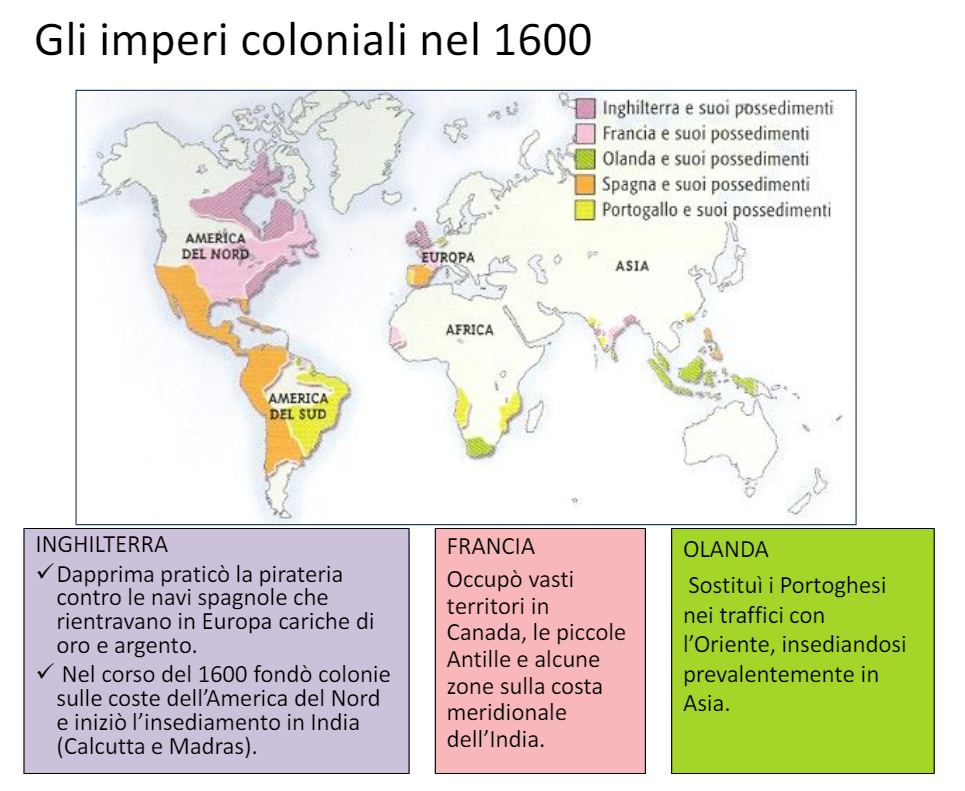 Gli imperi coloniali nel 1600
Inghilterra e suoi possedimenti
Francia e suoi possedimenti
Olanda e suoi possedimenti
Spagna e suoi possedimenti
Portogallo e suoi possedimenti
AMERICA
DEL NORD
EUROPA
ASIA
AFRICA
AMERICA
DEL SUD
INGHILTERRA
✓ Dapprima praticò la pirateria
contro le navi spagnole che
rientravano in Europa cariche di
oro e argento.
✓ Nel corso del 1600 fondò colonie
sulle coste dell’America del Nord
e iniziò l’insediamento in India
(Calcutta e Madras).
FRANCIA
Occupò vasti
territori in
Canada, le piccole
Antille e alcune
zone sulla costa
meridionale
dell’India.
OLANDA
Sostituì i Portoghesi
nei traffici con
l’Oriente, insediandosi
prevalentemente in
Asia.